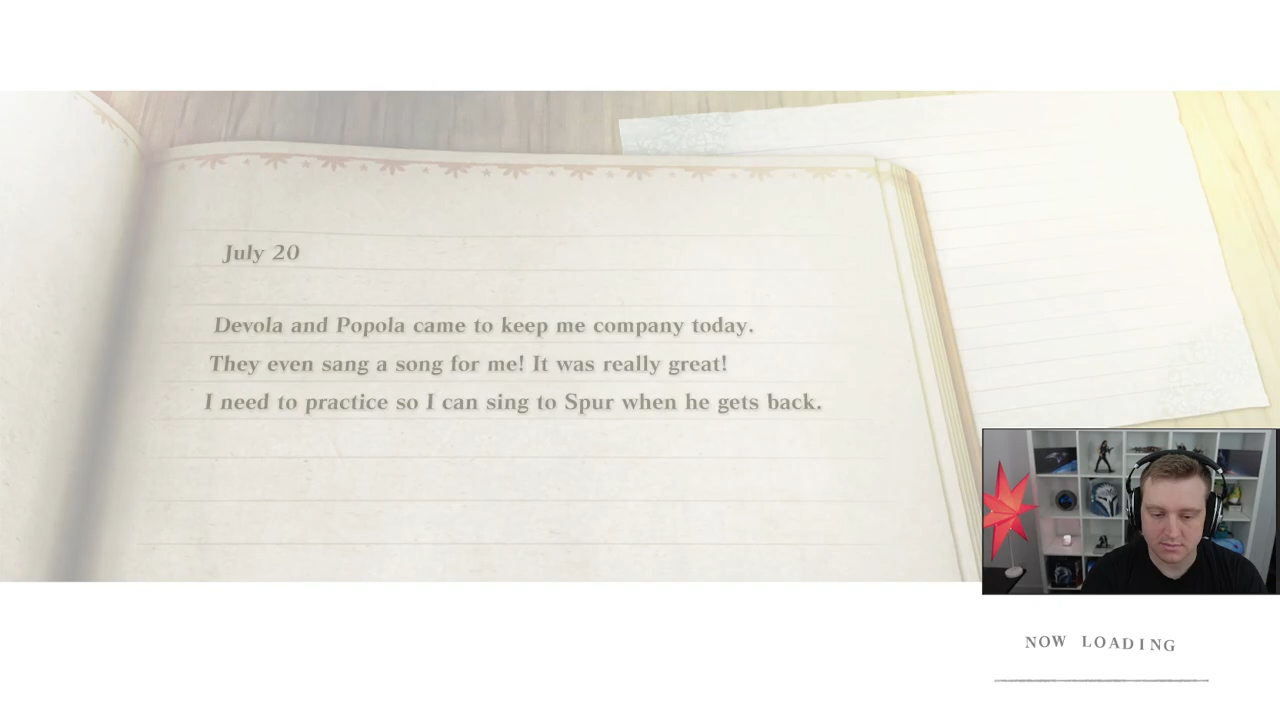 July 20
Devola and Popola came to keep me company today.
They even sang a song for me! It was really great!
I need to practice so I can sing to Spur when he gets back.
NOW LOADING